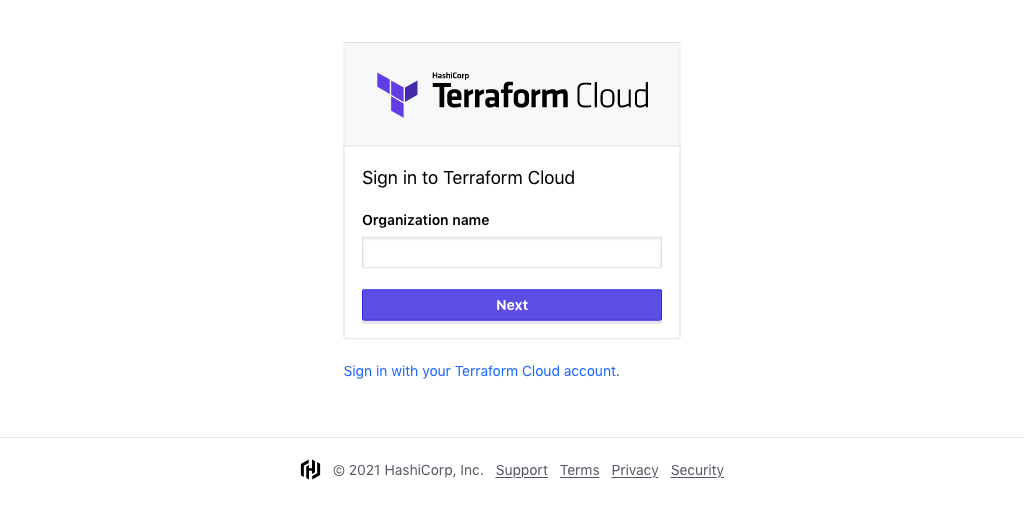 HashiCorp
Terraform Cloud
Sign in to Terraform Cloud
Organization name
Next
Sign in with your Terraform Cloud account.
© 2021 HashiCorp, Inc. Support Terms Privacy Security